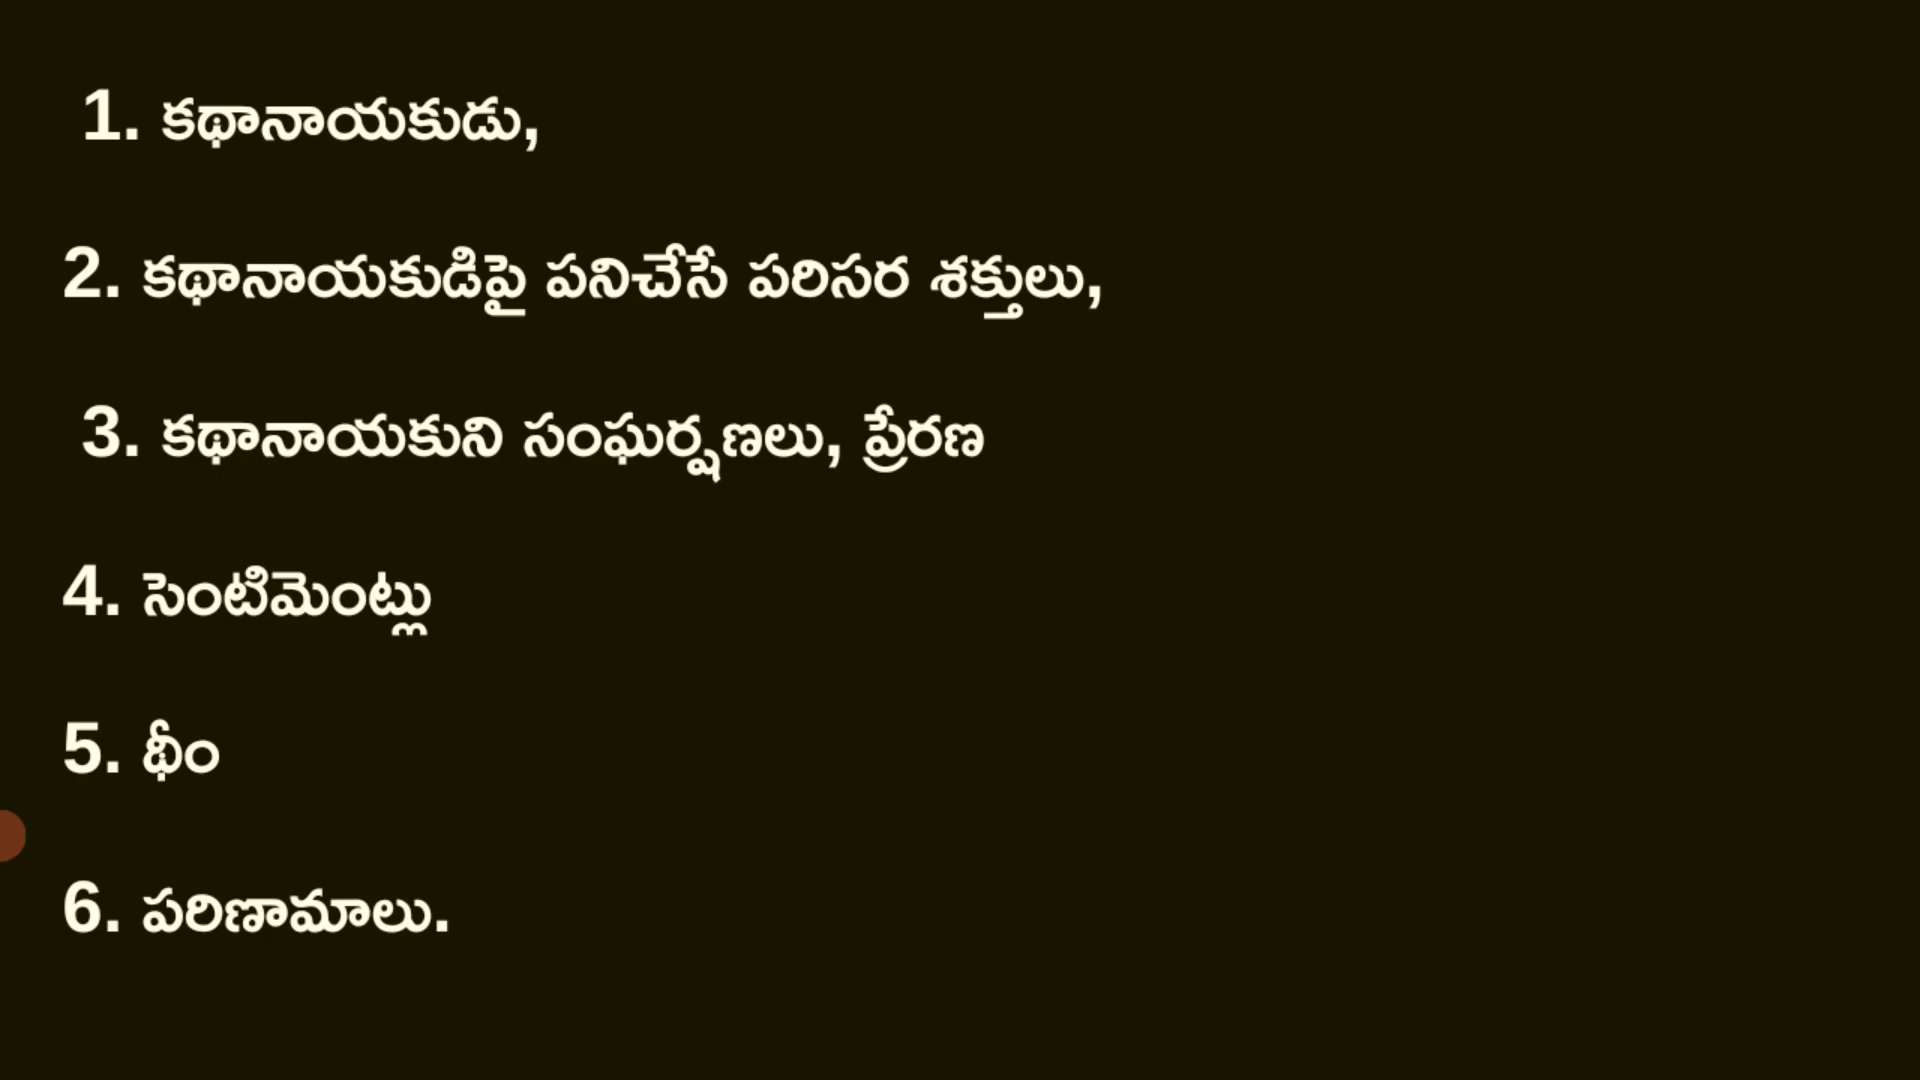 1. కథానాయకుడు,
2. కథానాయకుడిపై పనిచేసే పరిసర శక్తులు,
3. కథానాయకుని సంఘర్షణలు, ప్రేరణ
4. సెంటిమెంట్లు
5. థీం
6. పరిణామాలు.